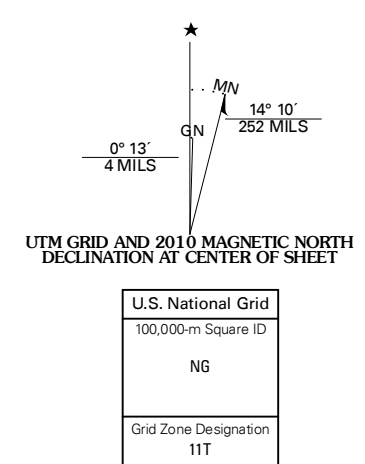 ★
MN
14° 10´
252 MILS
GN
0° 13´
4 MILS
UTM GRID AND 2010 MAGNETIC NORTH
DECLINATION AT CENTER OF SHEET
U.S. National Grid
100,000-m Square ID
NG
Grid Zone Designation
11T